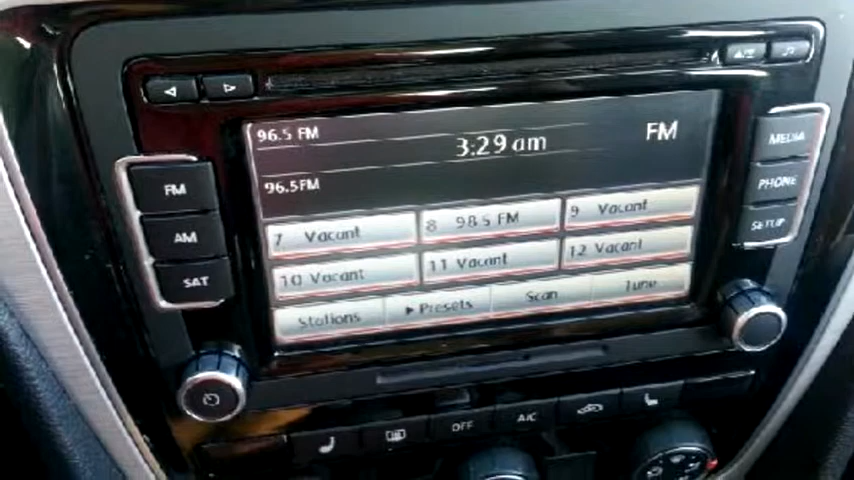 96.5 FM
3:29 am
FM
96.5FM
FM
AM
SAT
MEDIA
PHONE
SETUP
7 Vacant
8 98.5 FM
9 Vacant
10 Vacant
11 Vacant
12 Vacant
Stations
Presets
Scan
Tune
OFF
A/C